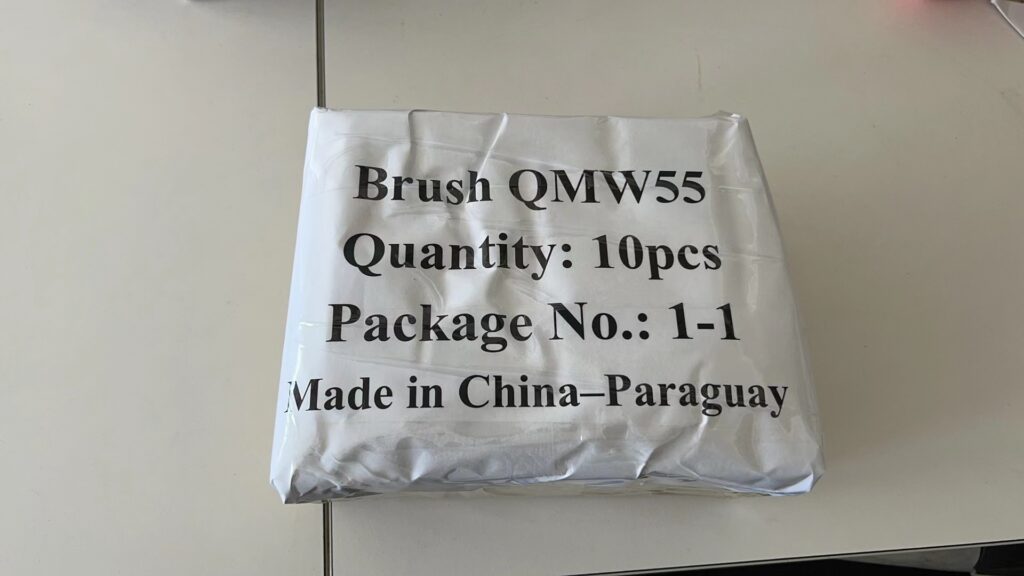 Brush QMW55
Quantity: 10pcs
Package No.: 1-1
Made in China–Paraguay